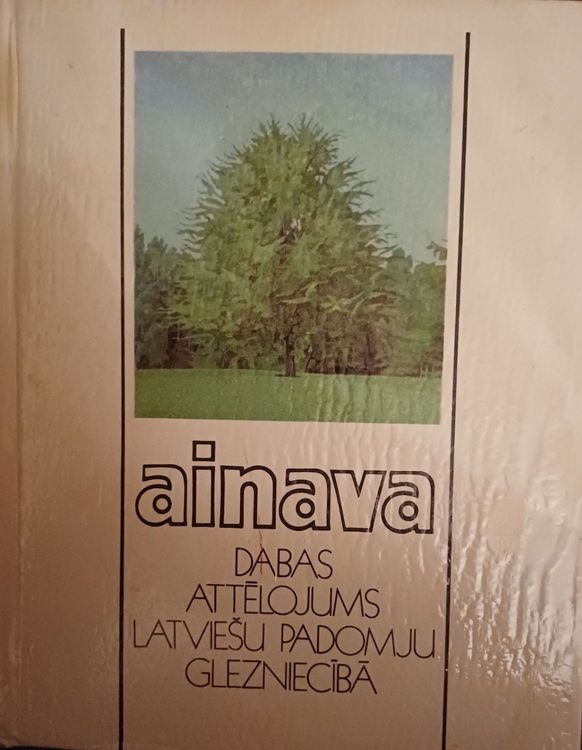 ainava
DABAS
ATTĒLOJUMS
LATVIEŠU PADOMJU
GLEZNIECĪBĀ